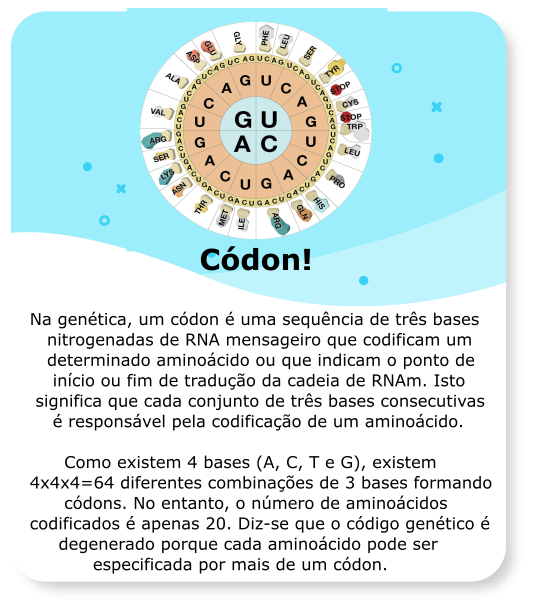 PHE
LEU
SER
TYR
STOP
CYS
STOP
TRP
LEU
PRO
HIS
GLN
ARG
ILE
MET
THR
ASN
LYS
SER
ARG
VAL
ALA
ASP
GLU
GLY
G U
A C
Códon!
Na genética, um códon é uma sequência de três bases
nitrogenadas de RNA mensageiro que codificam um
determinado aminoácido ou que indicam o ponto de
início ou fim de tradução da cadeia de RNAm. Isto
significa que cada conjunto de três bases consecutivas
é responsável pela codificação de um aminoácido.
Como existem 4 bases (A, C, T e G), existem
4x4x4=64 diferentes combinações de 3 bases formando
códons. No entanto, o número de aminoácidos
codificados é apenas 20. Diz-se que o código genético é
degenerado porque cada aminoácido pode ser
especificada por mais de um códon.